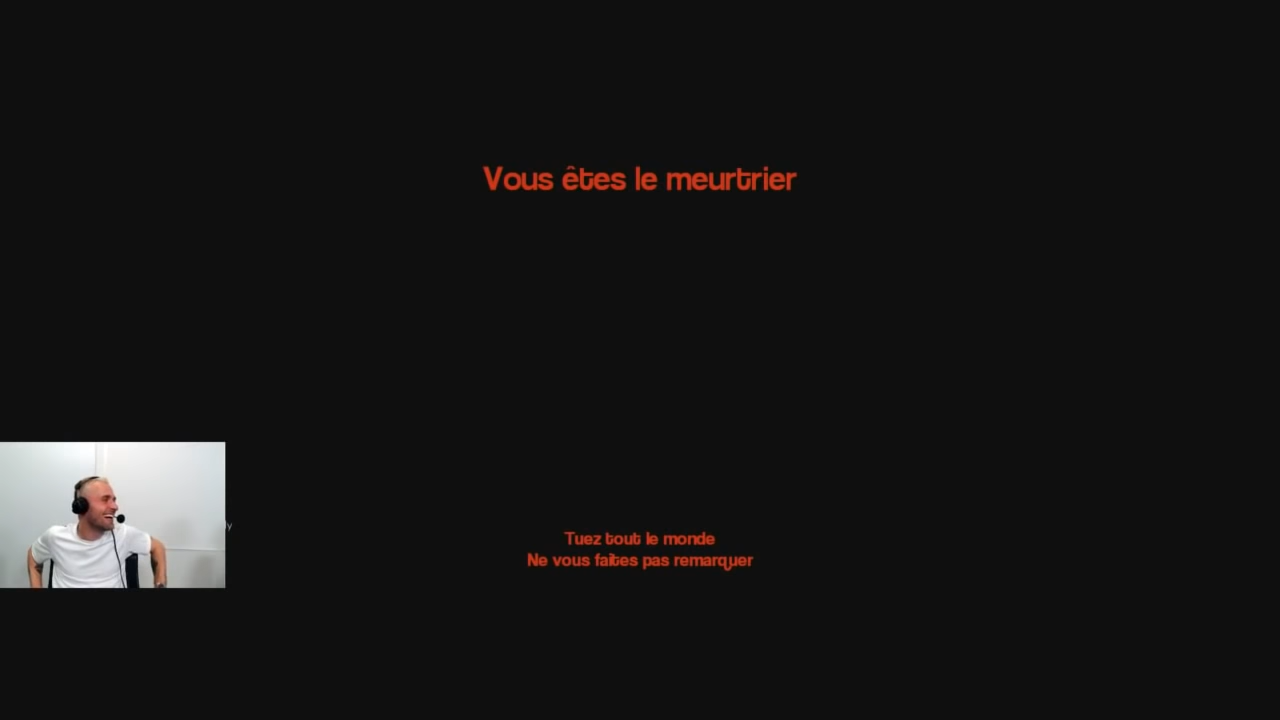 Vous êtes le meurtrier
Tuez tout le monde
Ne vous faites pas remarquer